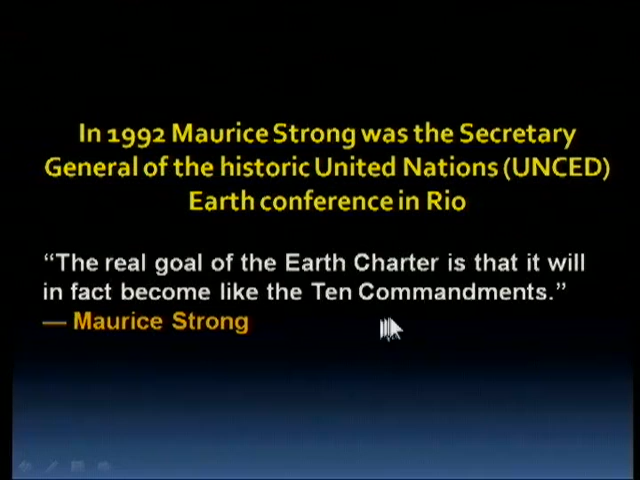 In 1992 Maurice Strong was the Secretary
General of the historic United Nations (UNCED)
Earth conference in Rio
“The real goal of the Earth Charter is that it will
in fact become like the Ten Commandments.”
— Maurice Strong